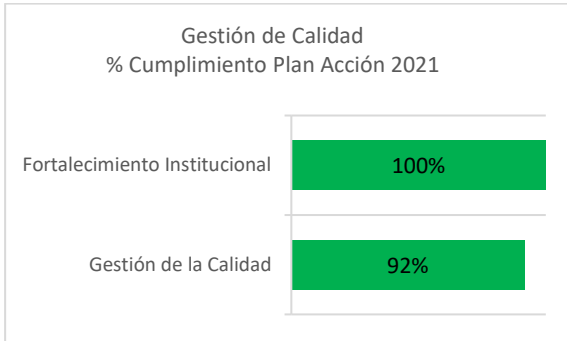 Gestión de Calidad
% Cumplimiento Plan Acción 2021
Fortalecimiento Institucional
100%
Gestión de la Calidad
92%